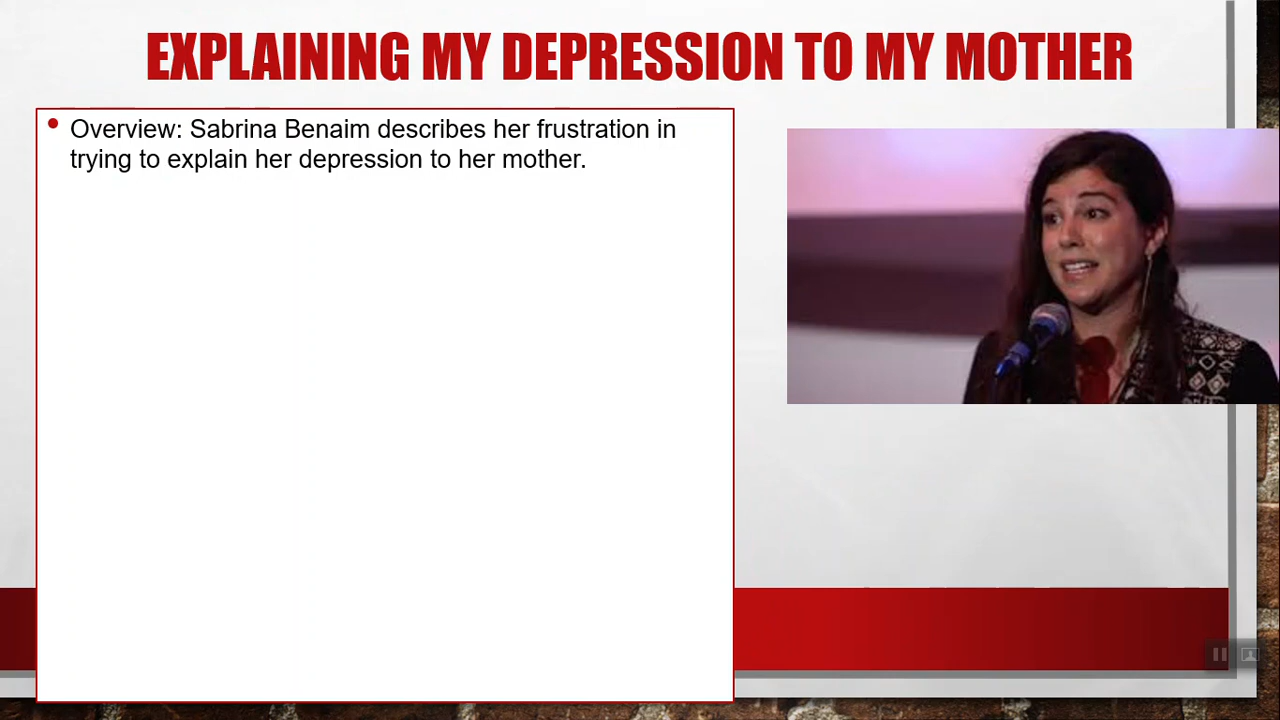 EXPLAINING MY DEPRESSION TO MY MOTHER
Overview: Sabrina Benaim describes her frustration in
trying to explain her depression to her mother.